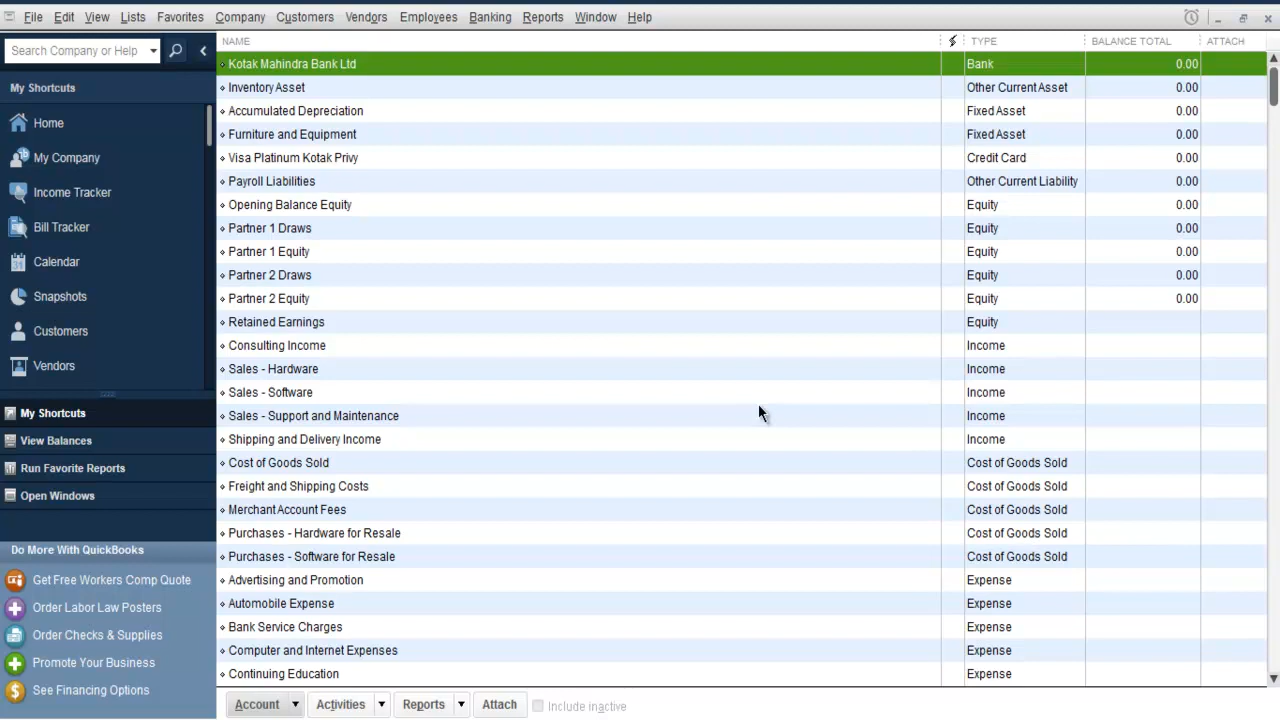 File Edit View Lists Favorites Company Customers Vendors Employees Banking Reports Window Help
Search Company or Help
My Shortcuts
Home
My Company
Income Tracker
Bill Tracker
Calendar
Snapshots
Customers
Vendors
My Shortcuts
View Balances
Run Favorite Reports
Open Windows
Do More With QuickBooks
Get Free Workers Comp Quote
Order Labor Law Posters
Order Checks & Supplies
Promote Your Business
See Financing Options
NAME TYPE BALANCE TOTAL ATTACH
Kotak Mahindra Bank Ltd Bank 0.00
Inventory Asset Other Current Asset 0.00
Accumulated Depreciation Fixed Asset 0.00
Furniture and Equipment Fixed Asset 0.00
Visa Platinum Kotak Privy Credit Card 0.00
Payroll Liabilities Other Current Liability 0.00
Opening Balance Equity Equity 0.00
Partner 1 Draws Equity 0.00
Partner 1 Equity Equity 0.00
Partner 2 Draws Equity 0.00
Partner 2 Equity Equity 0.00
Retained Earnings Equity
Consulting Income Income
Sales - Hardware Income
Sales - Software Income
Sales - Support and Maintenance Income
Shipping and Delivery Income Income
Cost of Goods Sold Cost of Goods Sold
Freight and Shipping Costs Cost of Goods Sold
Merchant Account Fees Cost of Goods Sold
Purchases - Hardware for Resale Cost of Goods Sold
Purchases - Software for Resale Cost of Goods Sold
Advertising and Promotion Expense
Automobile Expense Expense
Bank Service Charges Expense
Computer and Internet Expenses Expense
Continuing Education Expense
Account Activities Reports Attach Include inactive